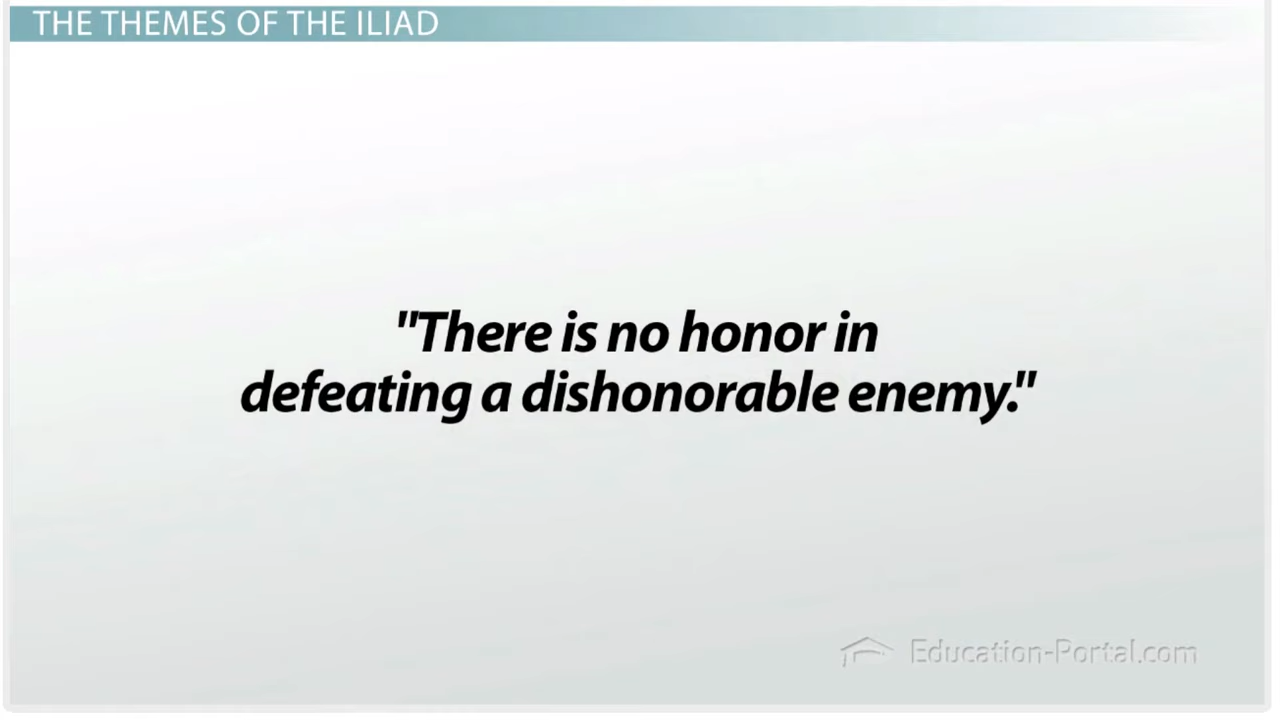 THE THEMES OF THE ILIAD
"There is no honor in
defeating a dishonorable enemy."
Education-Portal.com